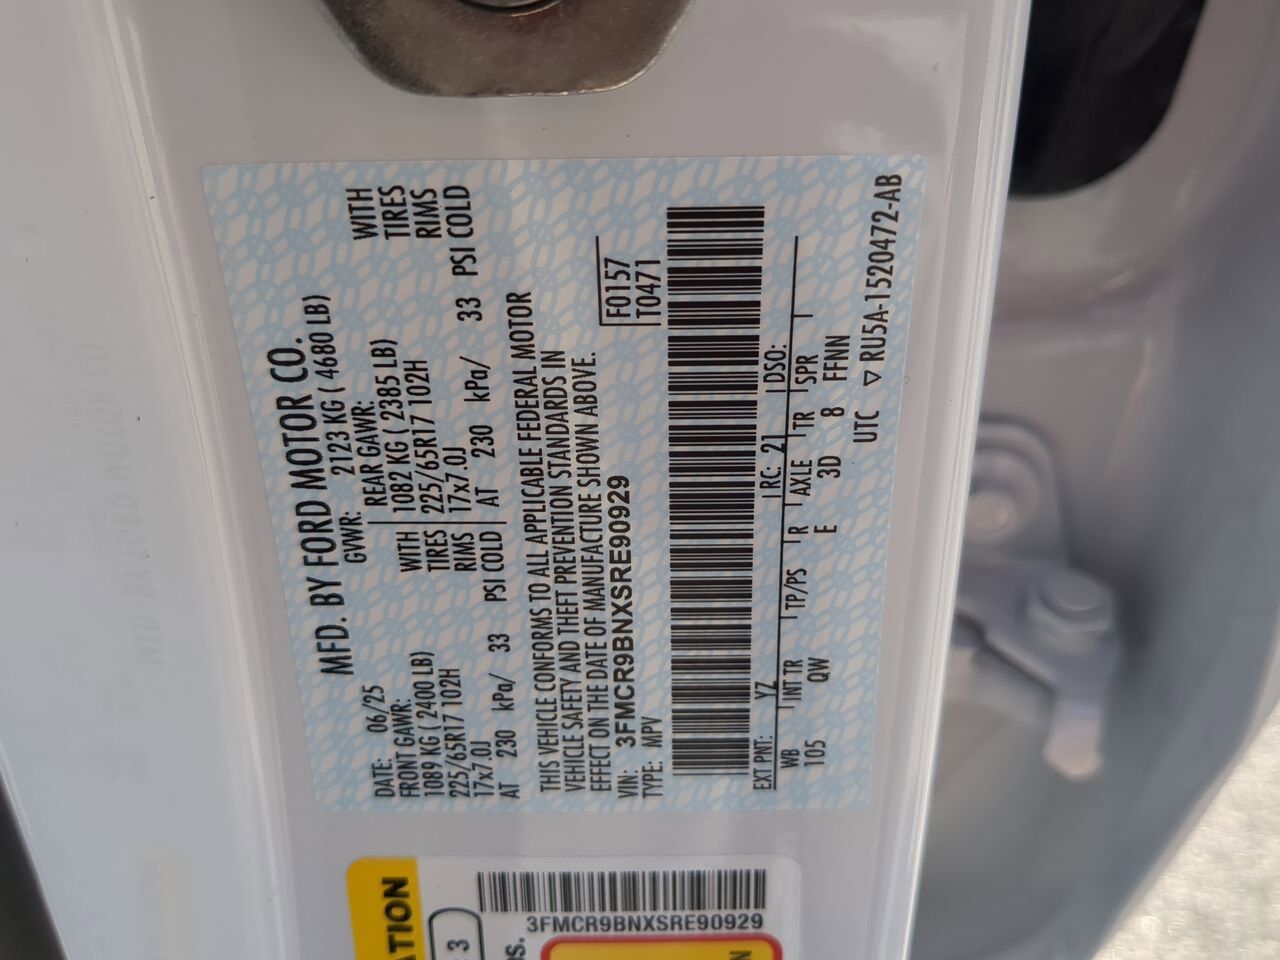 MFD. BY FORD MOTOR CO.
DATE: 06/25 GVWR: 2123 KG ( 4680 LB)
FRONT GAWR: REAR GAWR:
1089 KG ( 2400 LB) WITH 1082 KG ( 2385 LB) WITH
225/65R17 102H TIRES 225/65R17 102H TIRES
17x7.0J RIMS 17x7.0J RIMS
AT 230 kPa/ 33 PSI COLD AT 230 kPa/ 33 PSI COLD
THIS VEHICLE CONFORMS TO ALL APPLICABLE FEDERAL MOTOR
VEHICLE SAFETY AND THEFT PREVENTION STANDARDS IN
EFFECT ON THE DATE OF MANUFACTURE SHOWN ABOVE.
VIN: 3FMCR9BNXSRE90929 F0157
TYPE: MPV T0471
EXT PNT: YZ RC: 21 DSO:
WB INT TR TP/PS R AXLE TR SPR
105 QW E 3D 8 FFNN
UTC ▽ RU5A-1520472-AB
ATION
3
3FMCR9BNXSRE90929